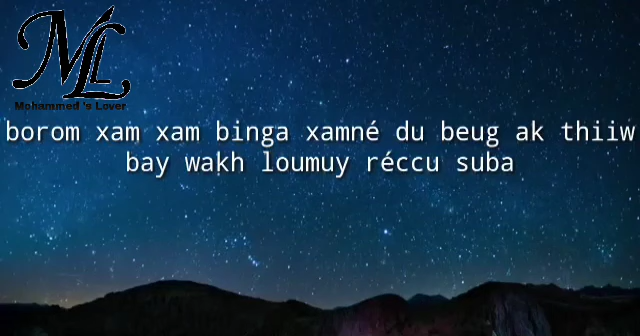 ML
Mohammed 's Lover
borom xam xam binga xamné du beug ak thiiw
bay wakh loumuy réccu suba